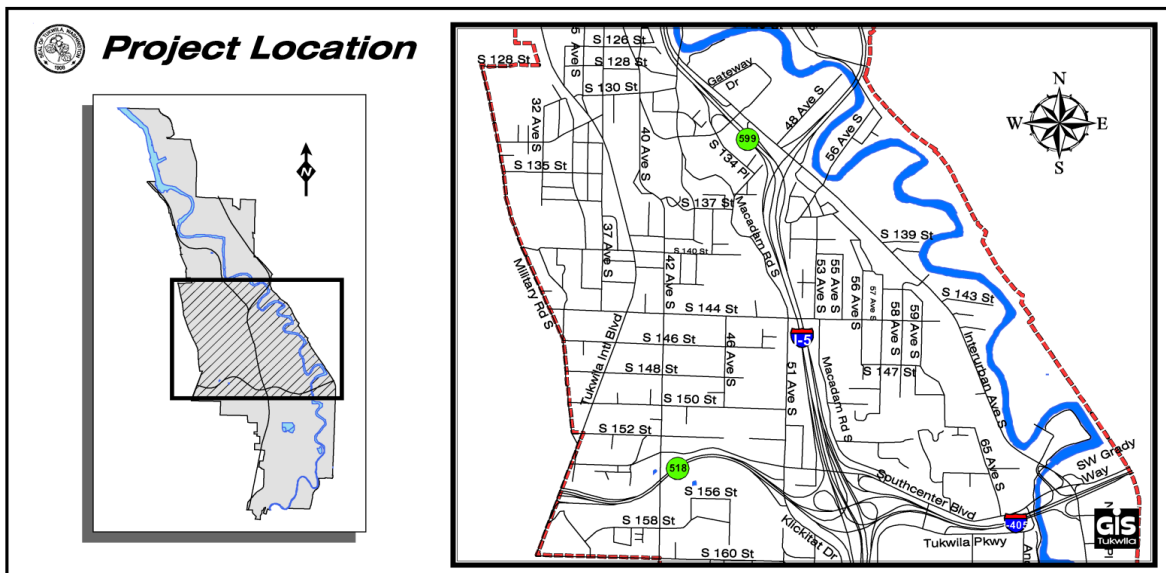 SEAL OF TUKWILA, WASHINGTON
1908
Project Location
N
S 126 St
S 128 St
S 128 St
S 130 St
Gateway Dr
48 Ave S
56 Ave S
32 Ave S
40 Ave S
599
S 134 Pl
S 135 St
S 137 St
Macadam Rd S
S 139 St
37 Ave S
S 140 St
42 Ave S
Military Rd S
Tukwila Intl Blvd
53 Ave S
55 Ave S
56 Ave S
57 Ave S
58 Ave S
59 Ave S
S 143 St
S 144 St
I-5
S 146 St
46 Ave S
S 147 St
S 148 St
51 Ave S
Macadam Rd S
Interurban Ave S
S 150 St
S 152 St
65 Ave S
SW Grady Way
518
Southcenter Blvd
S 156 St
S 158 St
Klickitat Dr
Tukwila Pkwy
S 160 St
N
W
E
S
GIS
Tukwila